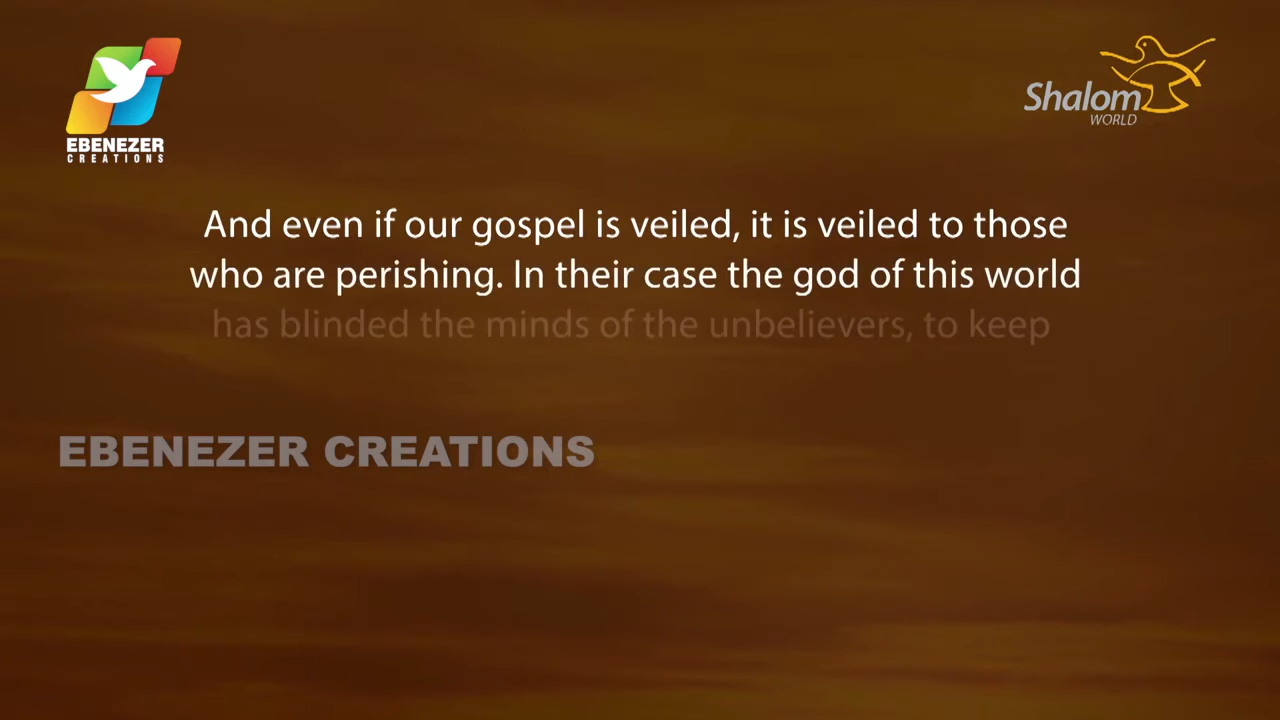 EBENEZER
CREATIONS
Shalom
WORLD
And even if our gospel is veiled, it is veiled to those
who are perishing. In their case the god of this world
has blinded the minds of the unbelievers, to keep
EBENEZER CREATIONS